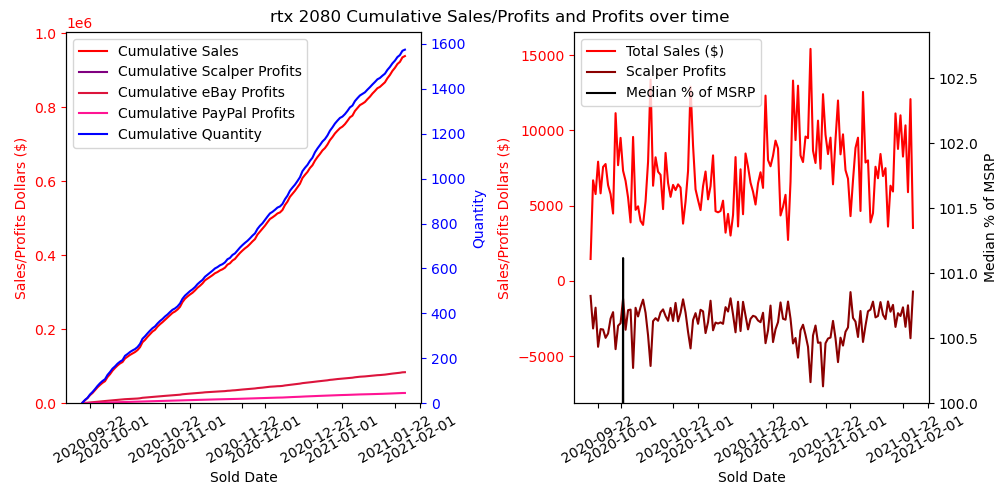 rtx 2080 Cumulative Sales/Profits and Profits over time
1e6
Cumulative Sales
Cumulative Scalper Profits
Cumulative eBay Profits
Cumulative PayPal Profits
Cumulative Quantity
1.0
0.8
0.6
0.4
0.2
0.0
Sales/Profits Dollars ($)
1600
1400
1200
1000
800
600
400
200
0
Quantity
2020-09-22
2020-10-01
2020-10-22
2020-11-01
2020-11-22
2020-12-01
2020-12-22
2021-01-01
2021-01-22
2021-02-01
Sold Date
Total Sales ($)
Scalper Profits
Median % of MSRP
15000
10000
5000
0
−5000
Sales/Profits Dollars ($)
102.5
102.0
101.5
101.0
100.5
100.0
Median % of MSRP
2020-09-22
2020-10-01
2020-10-22
2020-11-01
2020-11-22
2020-12-01
2020-12-22
2021-01-01
2021-01-22
2021-02-01
Sold Date